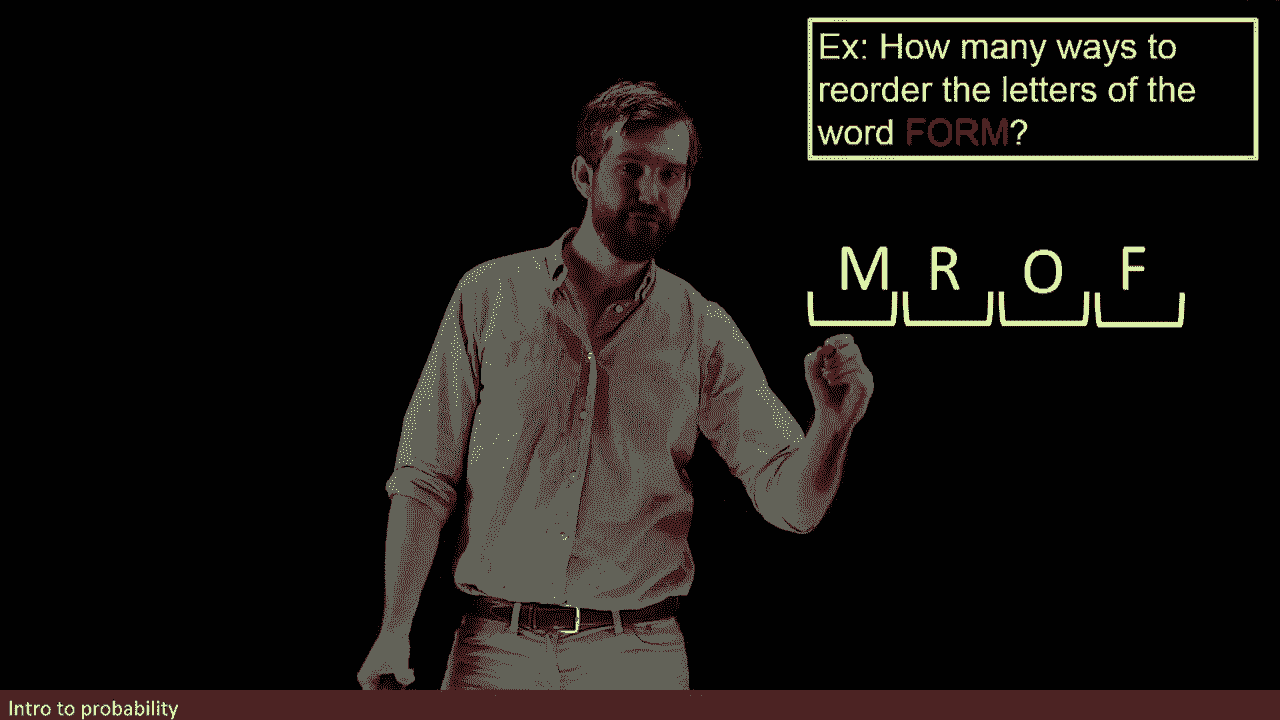 Ex: How many ways to
reorder the letters of the
word FORM?
M R O F
Intro to probability